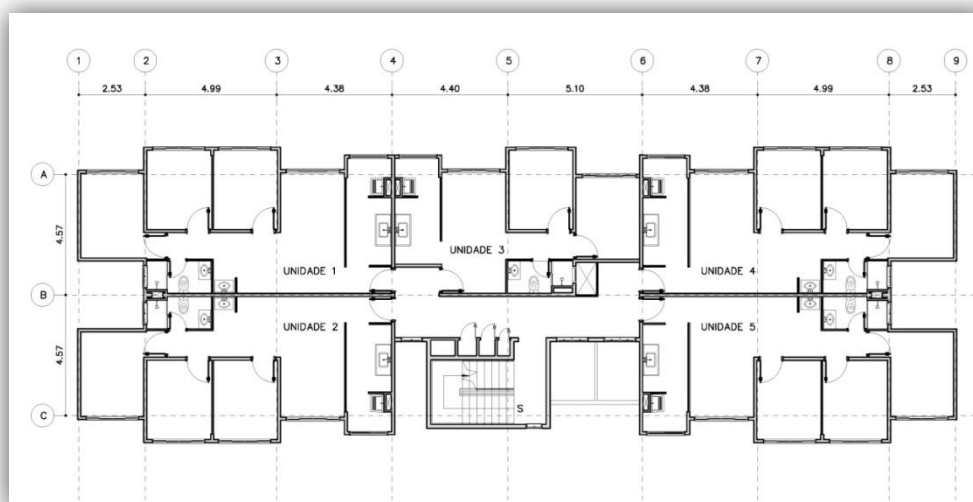 1 2 3 4 5 6 7 8 9
2.53 4.99 4.38 4.40 5.10 4.38 4.99 2.53
A
4.57
UNIDADE 3
UNIDADE 1 UNIDADE 4
B
UNIDADE 2 UNIDADE 5
4.57
S
C